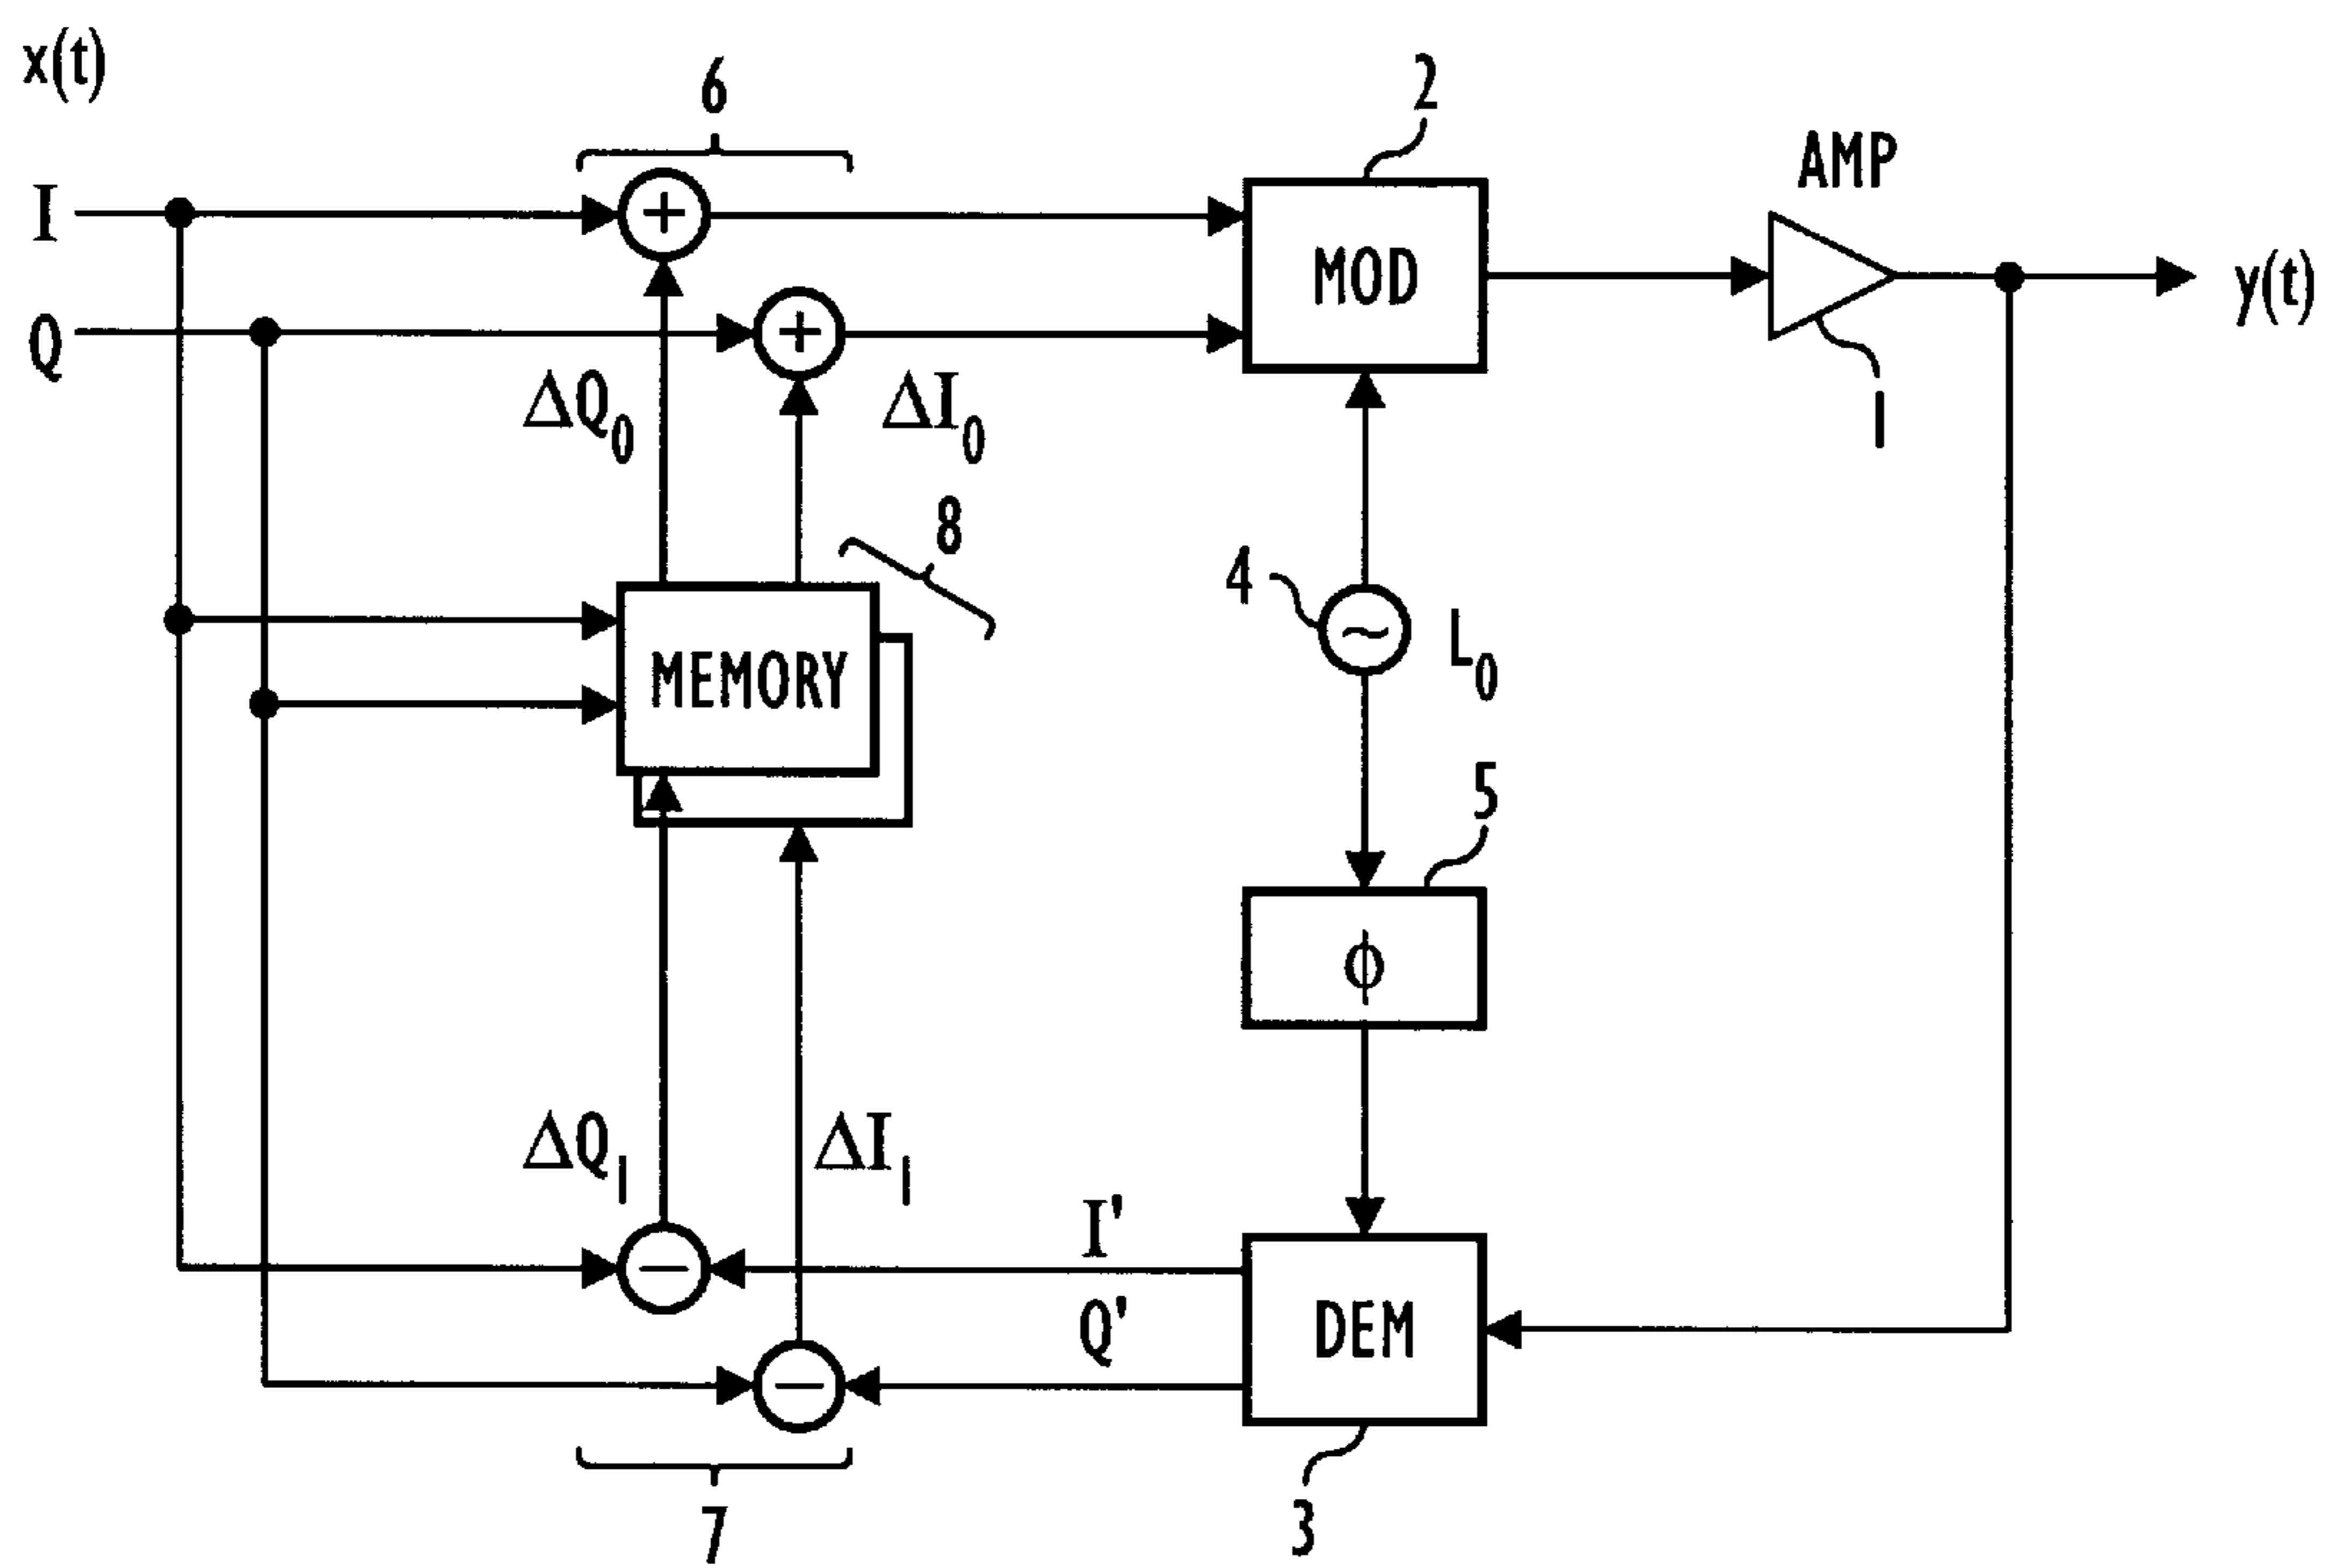 x(t)
6
2
AMP
I
+
MOD
y(t)
Q
+
ΔQ₀
ΔI₀
1
8
4
~
L₀
MEMORY
5
ϕ
ΔQ₁
ΔI₁
I'
−
Q'
DEM
−
7
3